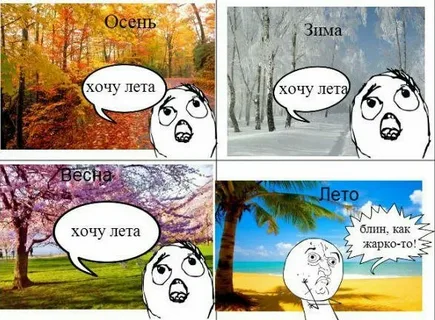 Осень
хочу лета
Зима
хочу лета
Весна
хочу лета
Лето
блин, как
жарко-то!